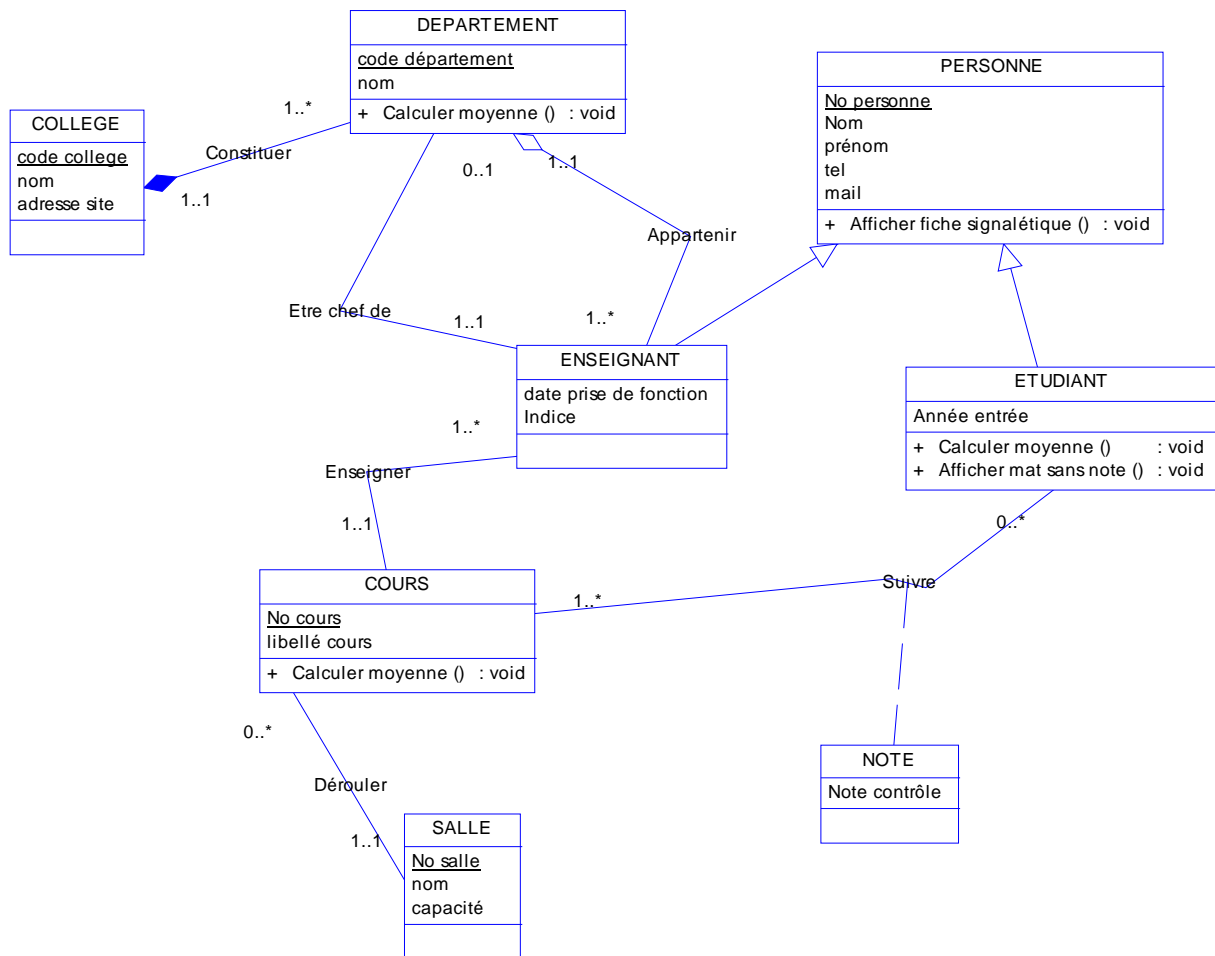 DEPARTEMENT
code département
nom
+ Calculer moyenne () : void
PERSONNE
No personne
Nom
prénom
tel
mail
+ Afficher fiche signalétique () : void
COLLEGE
code college
nom
adresse site
1..*
Constituer
1..1
0..1
1..1
Appartenir
Etre chef de
1..1
1..*
ENSEIGNANT
date prise de fonction
Indice
ETUDIANT
Année entrée
+ Calculer moyenne () : void
+ Afficher mat sans note () : void
1..*
Enseigner
1..1
0..*
Suivre
1..*
COURS
No cours
libellé cours
+ Calculer moyenne () : void
0..*
Dérouler
1..1
NOTE
Note contrôle
SALLE
No salle
nom
capacité